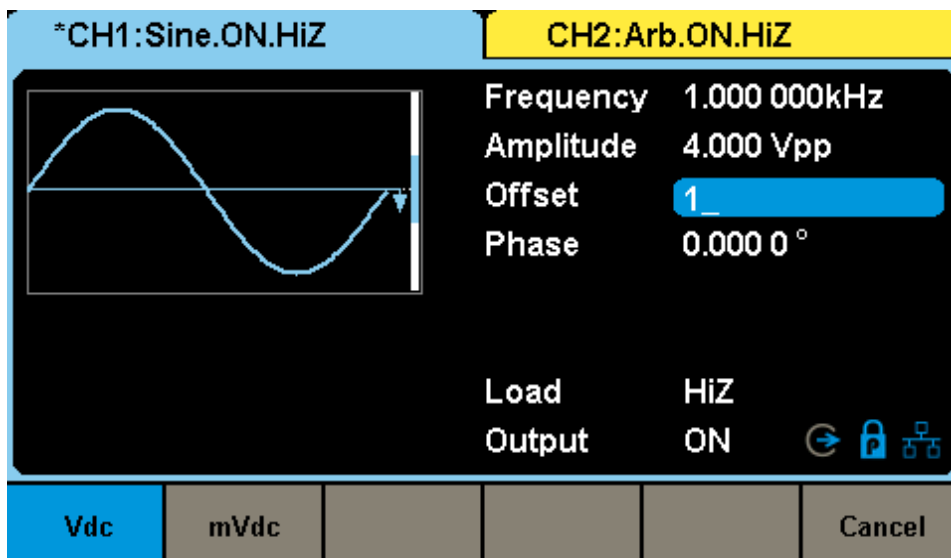 *CH1:Sine.ON.HiZ CH2:Arb.ON.HiZ
Frequency 1.000 000kHz
Amplitude 4.000 Vpp
Offset 1_
Phase 0.000 0 °
Load HiZ
Output ON P
Vdc mVdc Cancel